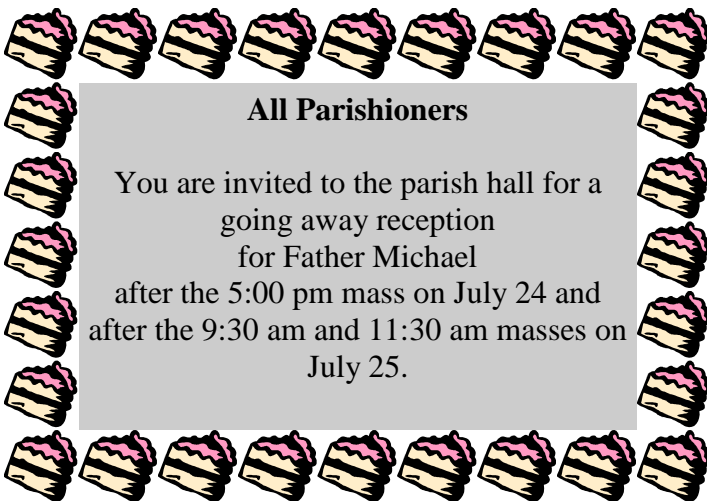 All Parishioners
You are invited to the parish hall for a
going away reception
for Father Michael
after the 5:00 pm mass on July 24 and
after the 9:30 am and 11:30 am masses on
July 25.